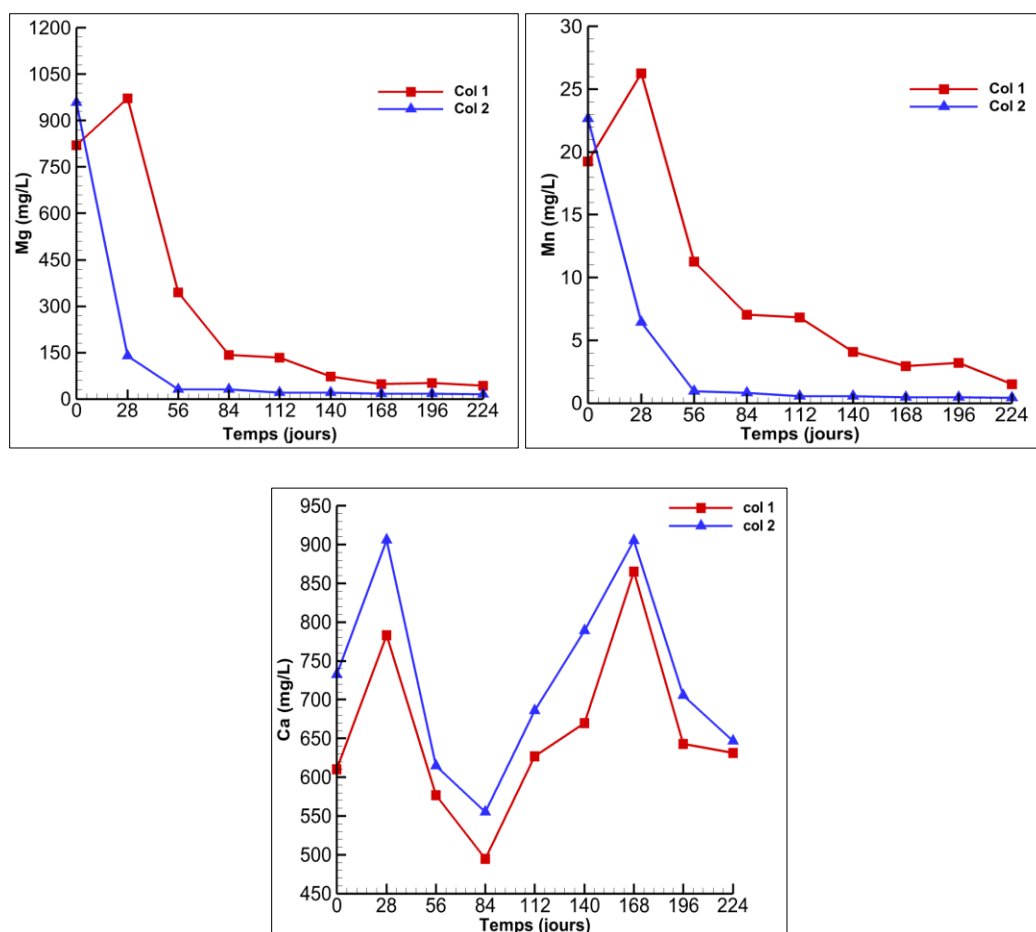 Mg (mg/L)
1200
1050
900
750
600
450
300
150
0
Col 1
Col 2
0 28 56 84 112 140 168 196 224
Temps (jours)
Mn (mg/L)
30
25
20
15
10
5
0
Col 1
Col 2
0 28 56 84 112 140 168 196 224
Temps (jours)
Ca (mg/L)
950
900
850
800
750
700
650
600
550
500
450
col 1
col 2
0 28 56 84 112 140 168 196 224
Temps (jours)